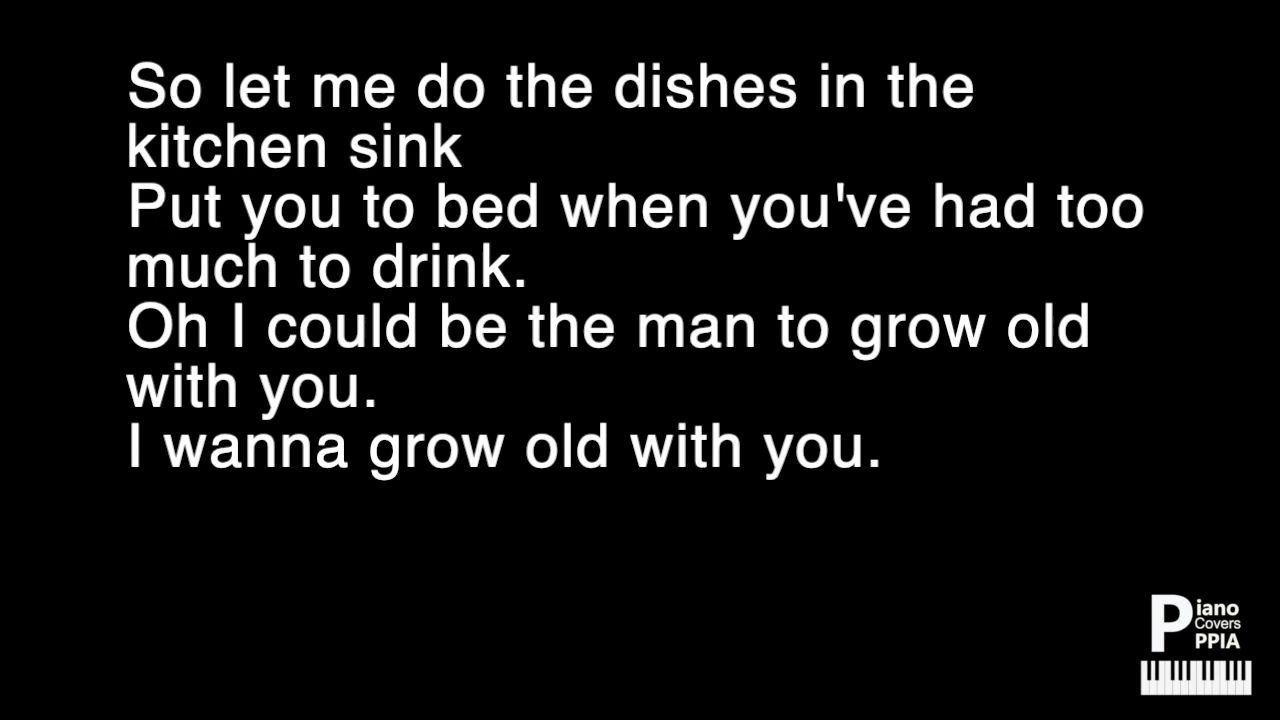 So let me do the dishes in the
kitchen sink
Put you to bed when you've had too
much to drink.
Oh I could be the man to grow old
with you.
I wanna grow old with you.
Piano
Covers
PPIA